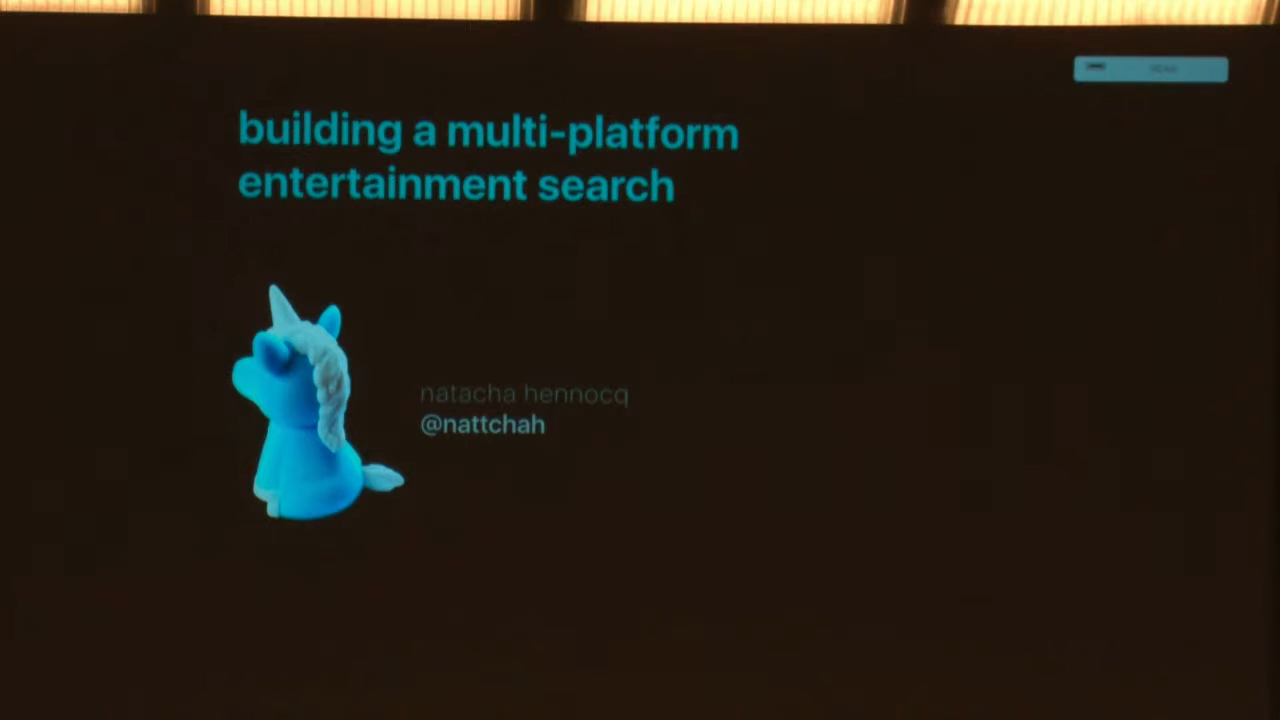 building a multi-platform
entertainment search
natacha hennocq
@nattchah